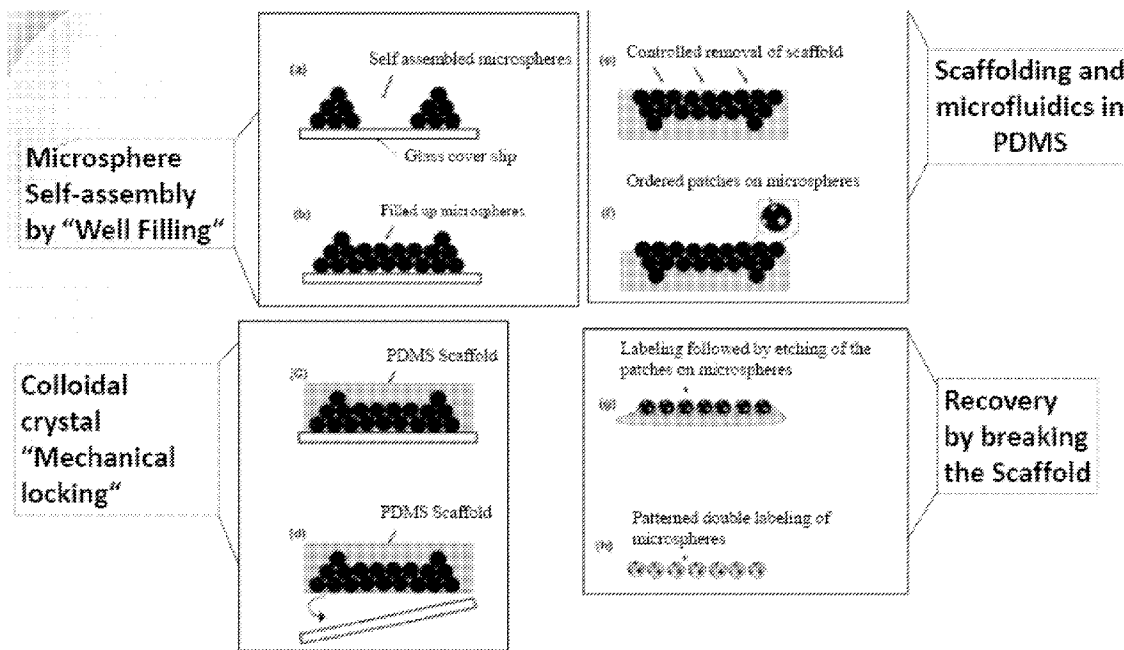 Microsphere
Self-assembly
by “Well Filling“
(a)
Self assembled microspheres
Glass cover slip
(b)
Filled up microspheres
(e)
Controlled removal of scaffold
Ordered patches on microspheres
(f)
Scaffolding and
microfluidics in
PDMS
Colloidal
crystal
“Mechanical
locking“
(c)
PDMS Scaffold
(d)
PDMS Scaffold
Labeling followed by etching of the
patches on microspheres
(g)
(h)
Patterned double labeling of
microspheres
Recovery
by breaking
the Scaffold